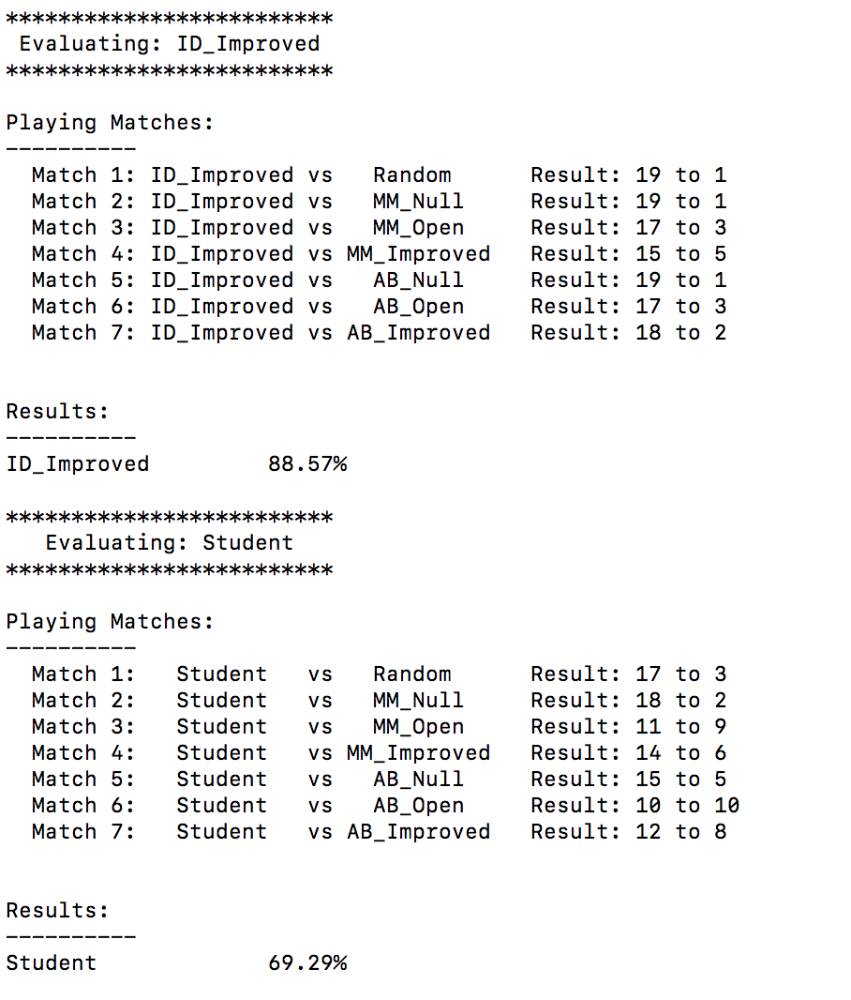 *************************
 Evaluating: ID_Improved
*************************

Playing Matches:
----------
  Match 1: ID_Improved vs   Random      Result: 19 to 1
  Match 2: ID_Improved vs   MM_Null     Result: 19 to 1
  Match 3: ID_Improved vs   MM_Open     Result: 17 to 3
  Match 4: ID_Improved vs MM_Improved   Result: 15 to 5
  Match 5: ID_Improved vs   AB_Null     Result: 19 to 1
  Match 6: ID_Improved vs   AB_Open     Result: 17 to 3
  Match 7: ID_Improved vs AB_Improved   Result: 18 to 2


Results:
----------
ID_Improved         88.57%

*************************
   Evaluating: Student
*************************

Playing Matches:
----------
  Match 1:   Student   vs   Random      Result: 17 to 3
  Match 2:   Student   vs   MM_Null     Result: 18 to 2
  Match 3:   Student   vs   MM_Open     Result: 11 to 9
  Match 4:   Student   vs MM_Improved   Result: 14 to 6
  Match 5:   Student   vs   AB_Null     Result: 15 to 5
  Match 6:   Student   vs   AB_Open     Result: 10 to 10
  Match 7:   Student   vs AB_Improved   Result: 12 to 8


Results:
----------
Student             69.29%